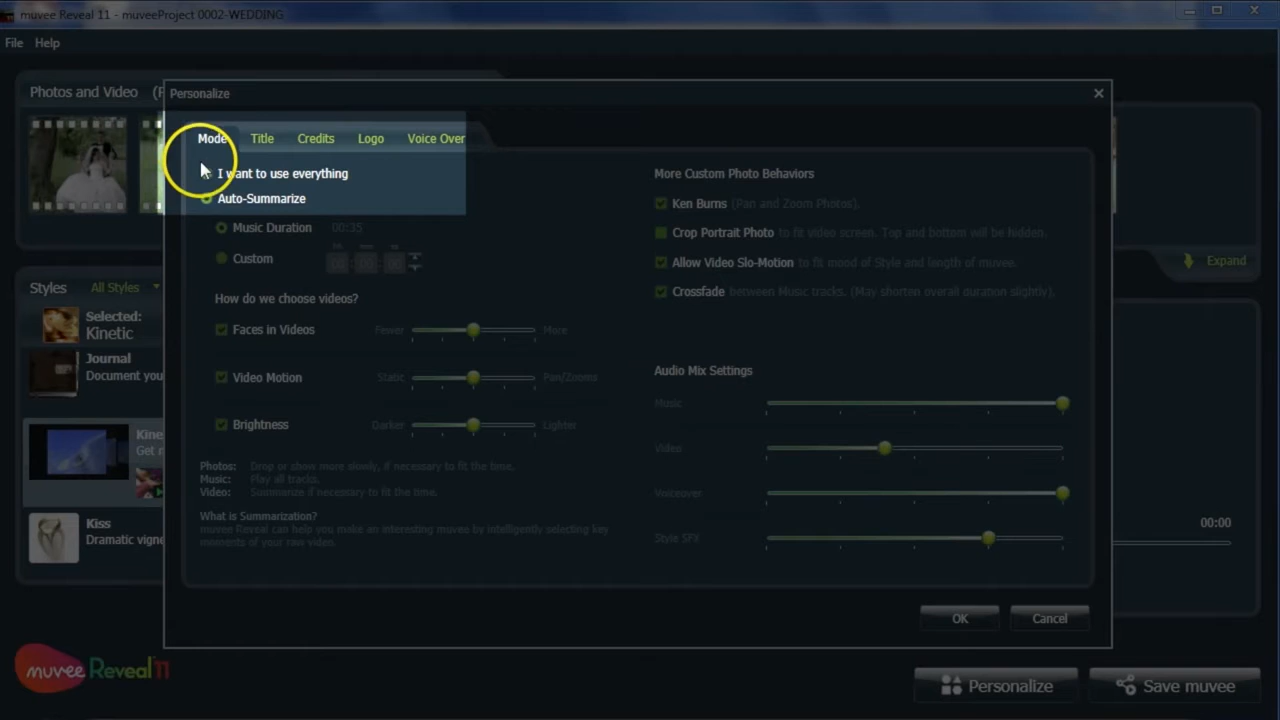 muvee Reveal 11 - muveeProject 0002-WEDDING
File Help
Photos and Video
Personalize
Mode Title Credits Logo Voice Over
I want to use everything
Auto-Summarize
Music Duration 00:35
Custom
How do we choose videos?
Faces in Videos Fewer More
Video Motion Static Pan/Zooms
Brightness Darker Lighter
Photos: Drop or show more slowly, if necessary to fit the time.
Music: Play all tracks.
Video: Summarize if necessary to fit the time.
What is Summarization?
muvee Reveal can help you make an interesting muvee by intelligently selecting key
moments of your raw video.
More Custom Photo Behaviors
Ken Burns (Pan and Zoom Photos).
Crop Portrait Photo to fit video screen. Top and bottom will be hidden.
Allow Video Slo-Motion to fit mood of Style and length of muvee.
Crossfade between Music tracks. (May shorten overall duration slightly).
Audio Mix Settings
Music
Video
Voiceover
Style SFX
OK Cancel
Expand
Styles All Styles
Selected:
Kinetic
Journal
Document you
Kine
Get r
Kiss
Dramatic vigne
00:00
muvee Reveal 11
Personalize Save muvee